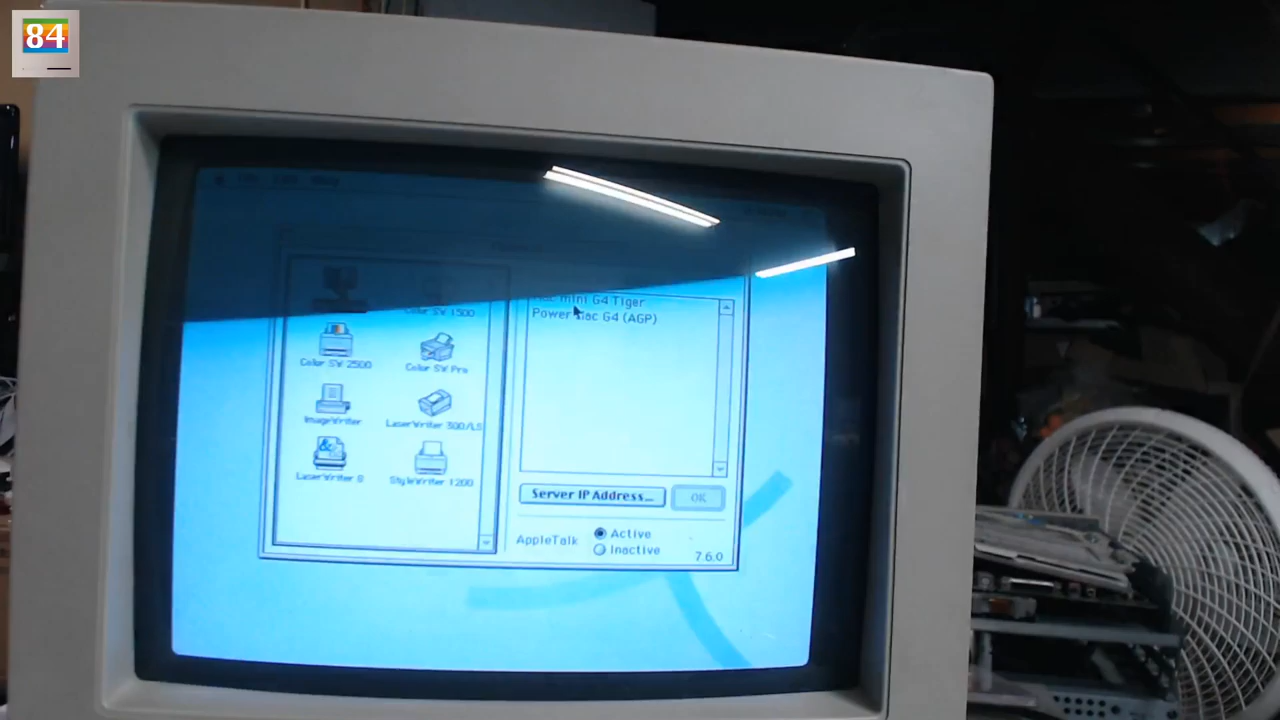 84
Color SW 1500
mini G4 Tiger
Power Mac G4 (AGP)
Color SW 2500
Color SW Pro
ImageWriter
LaserWriter 300/LS
LaserWriter 8
StyleWriter 1200
Server IP Address...
OK
AppleTalk
Active
Inactive
7.6.0